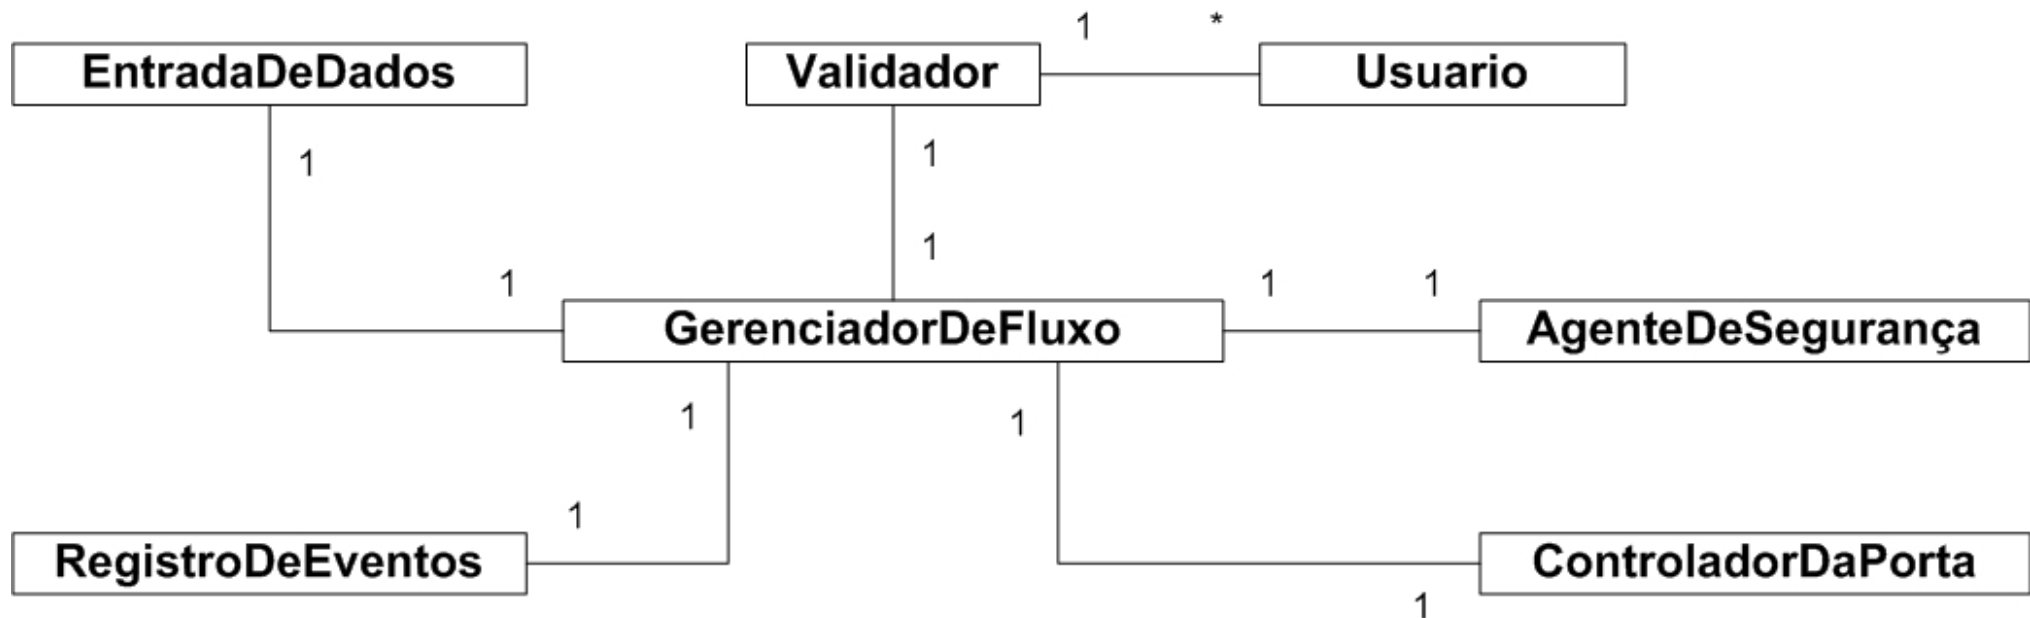 1 *
EntradaDeDados Validador Usuario
1 1
1
1 1 1
GerenciadorDeFluxo AgenteDeSegurança
1 1
1
RegistroDeEventos ControladorDaPorta
1